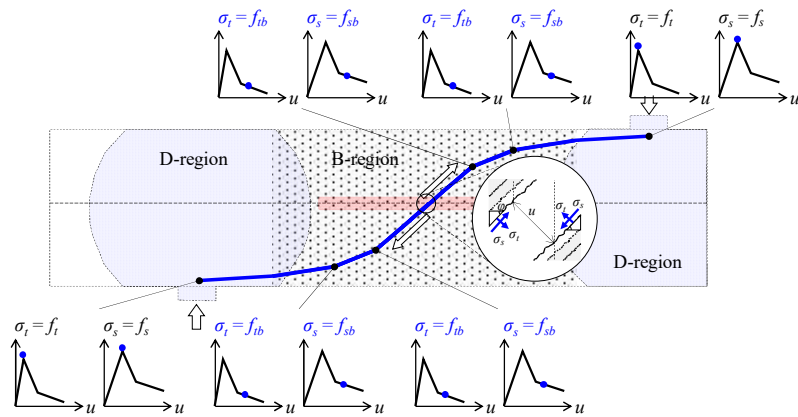 σt = ftb σs = fsb σt = ftb σs = fsb σt = ft σs = fs
u u u u u u
D-region B-region
φ σt σs
u
σs σt
D-region
σt = ft σs = fs σt = ftb σs = fsb σt = ftb σs = fsb
u u u u u u